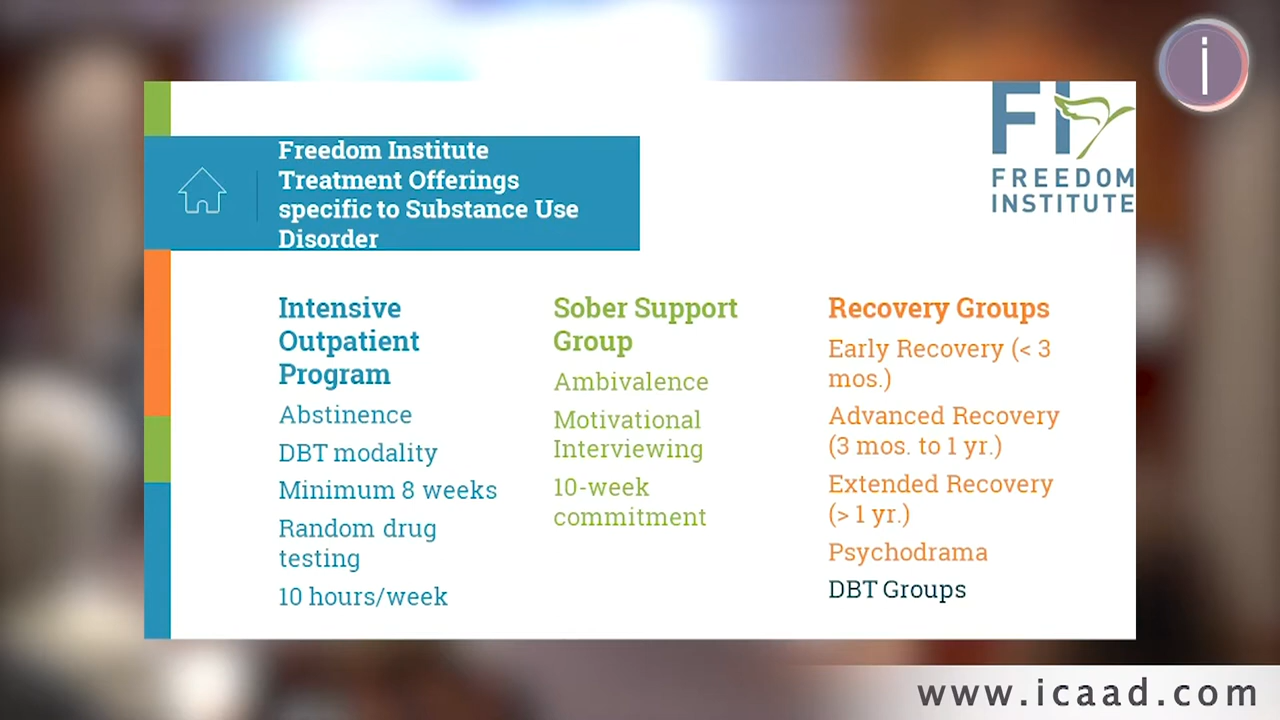 i
FI
FREEDOM
INSTITUTE
Freedom Institute
Treatment Offerings
specific to Substance Use
Disorder
Intensive
Outpatient
Program
Abstinence
DBT modality
Minimum 8 weeks
Random drug
testing
10 hours/week
Sober Support
Group
Ambivalence
Motivational
Interviewing
10-week
commitment
Recovery Groups
Early Recovery (< 3
mos.)
Advanced Recovery
(3 mos. to 1 yr.)
Extended Recovery
(> 1 yr.)
Psychodrama
DBT Groups
www.icaad.com